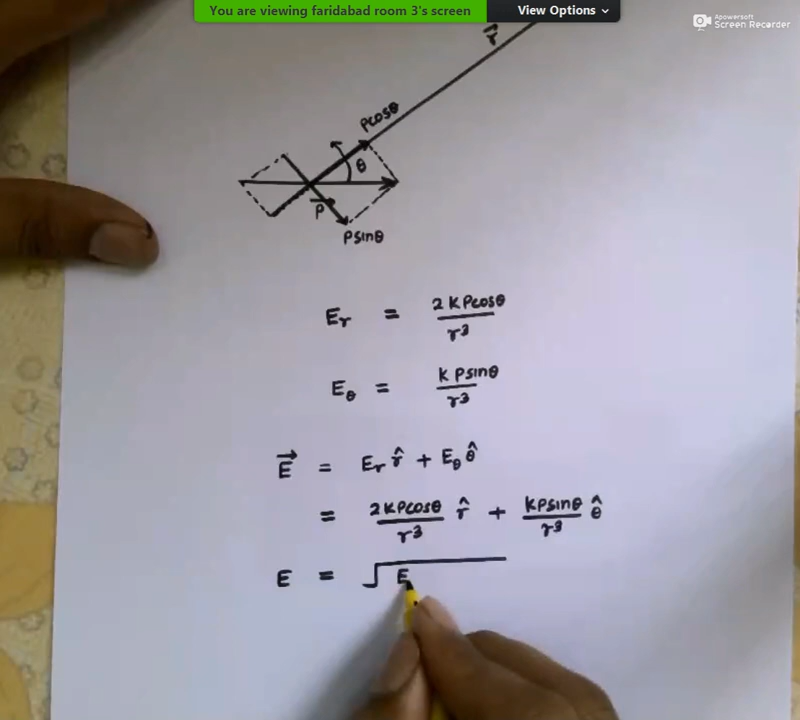 You are viewing faridabad room 3's screen
View Options
Apowersoft
Screen Recorder
r⃗
Pcosθ
θ
P⃗
Psinθ
Er = 2KPcosθ / r³
Eθ = KPsinθ / r³
E⃗ = Er r̂ + Eθ θ̂
= 2KPcosθ / r³ r̂ + KPsinθ / r³ θ̂
E = √E